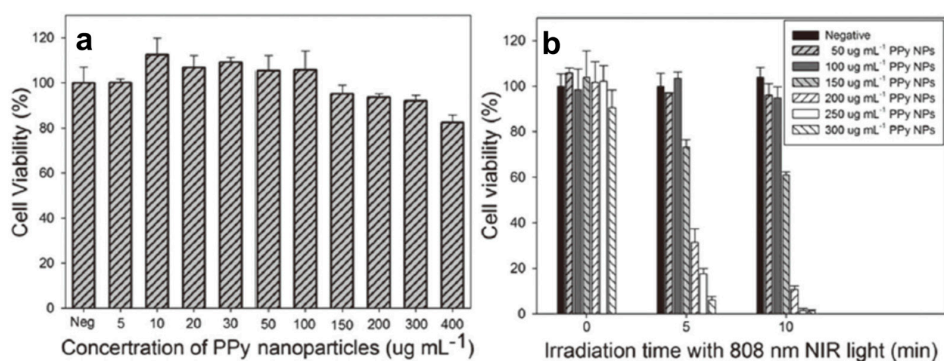 a
Cell Viability (%)
120
100
80
60
40
20
0
Neg 5 10 20 30 50 100 150 200 300 400
Concertration of PPy nanoparticles (ug mL-1)
b
Cell viability (%)
120
100
80
60
40
20
0
0 5 10
Irradiation time with 808 nm NIR light (min)
Negative
50 ug mL-1 PPy NPs
100 ug mL-1 PPy NPs
150 ug mL-1 PPy NPs
200 ug mL-1 PPy NPs
250 ug mL-1 PPy NPs
300 ug mL-1 PPy NPs